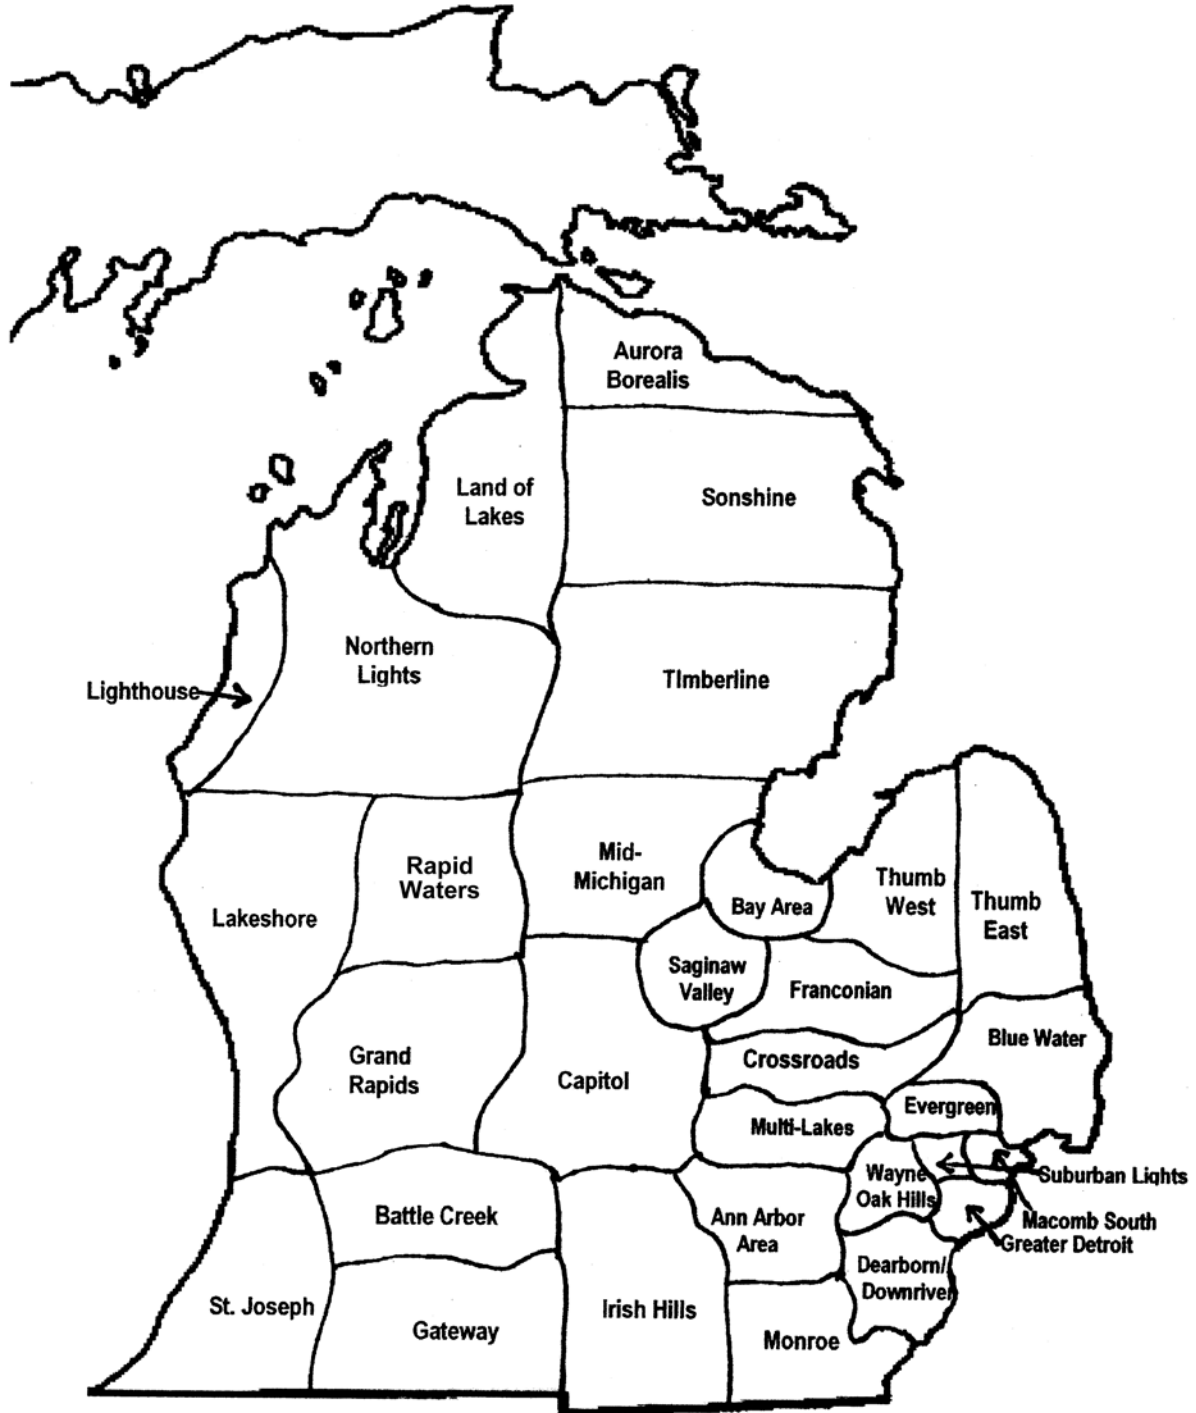 Aurora
Borealis
Land of
Lakes
Sonshine
Northern
Lights
Lighthouse
TImberline
Mid-
Michigan
Rapid
Waters
Lakeshore
Bay Area
Thumb
West
Thumb
East
Saginaw
Valley
Franconian
Grand
Rapids
Capitol
Crossroads
Blue Water
Evergreen
Multi-Lakes
Wayne
Oak Hills
Suburban Lights
Macomb South
Greater Detroit
Battle Creek
Ann Arbor
Area
Dearborn/
Downriver
St. Joseph
Gateway
Irish Hills
Monroe